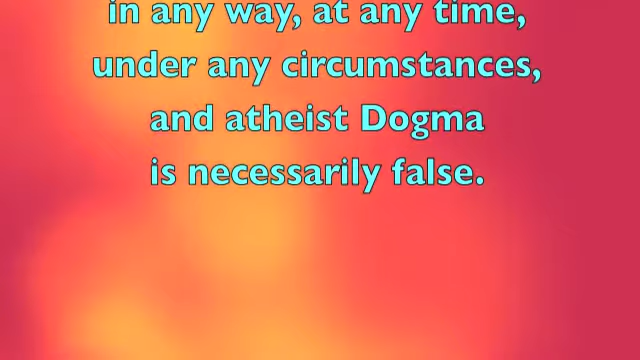 in any way, at any time,
under any circumstances,
and atheist Dogma
is necessarily false.